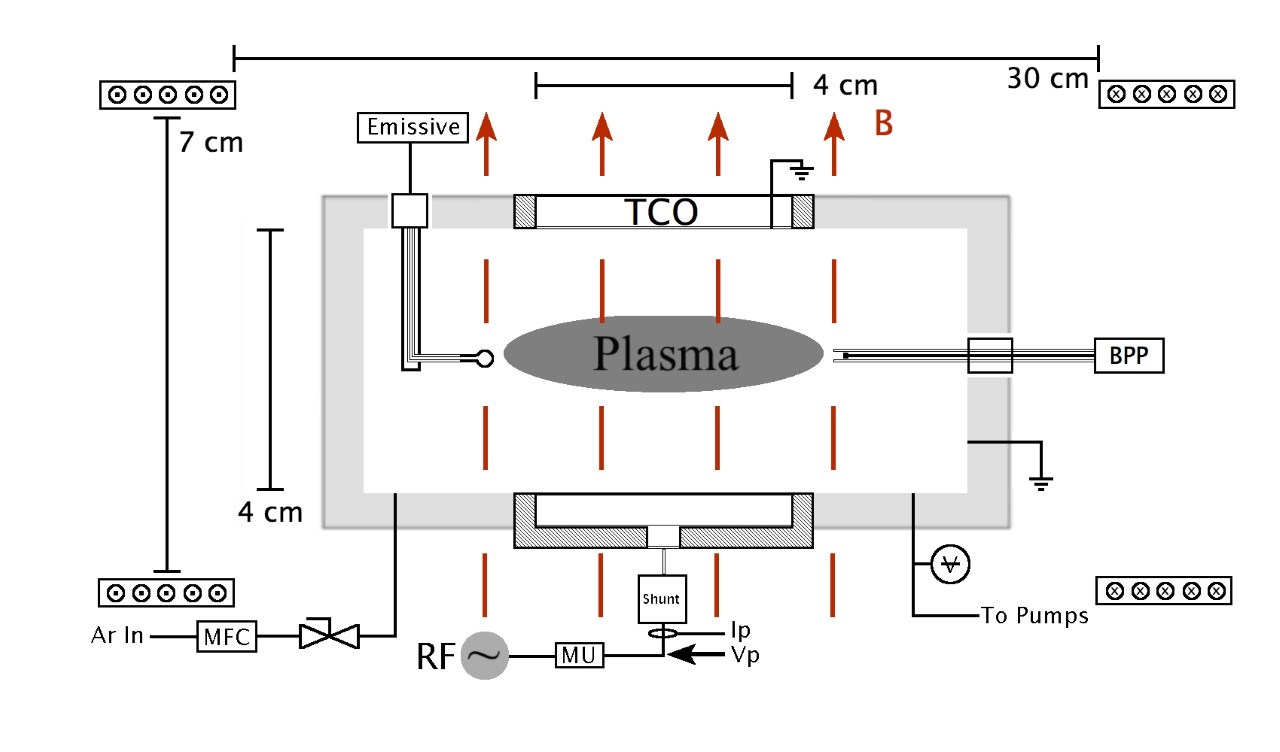 30 cm
4 cm
7 cm
Emissive
B
TCO
Plasma
BPP
4 cm
Shunt
Ar In
MFC
To Pumps
Ip
RF
MU
Vp